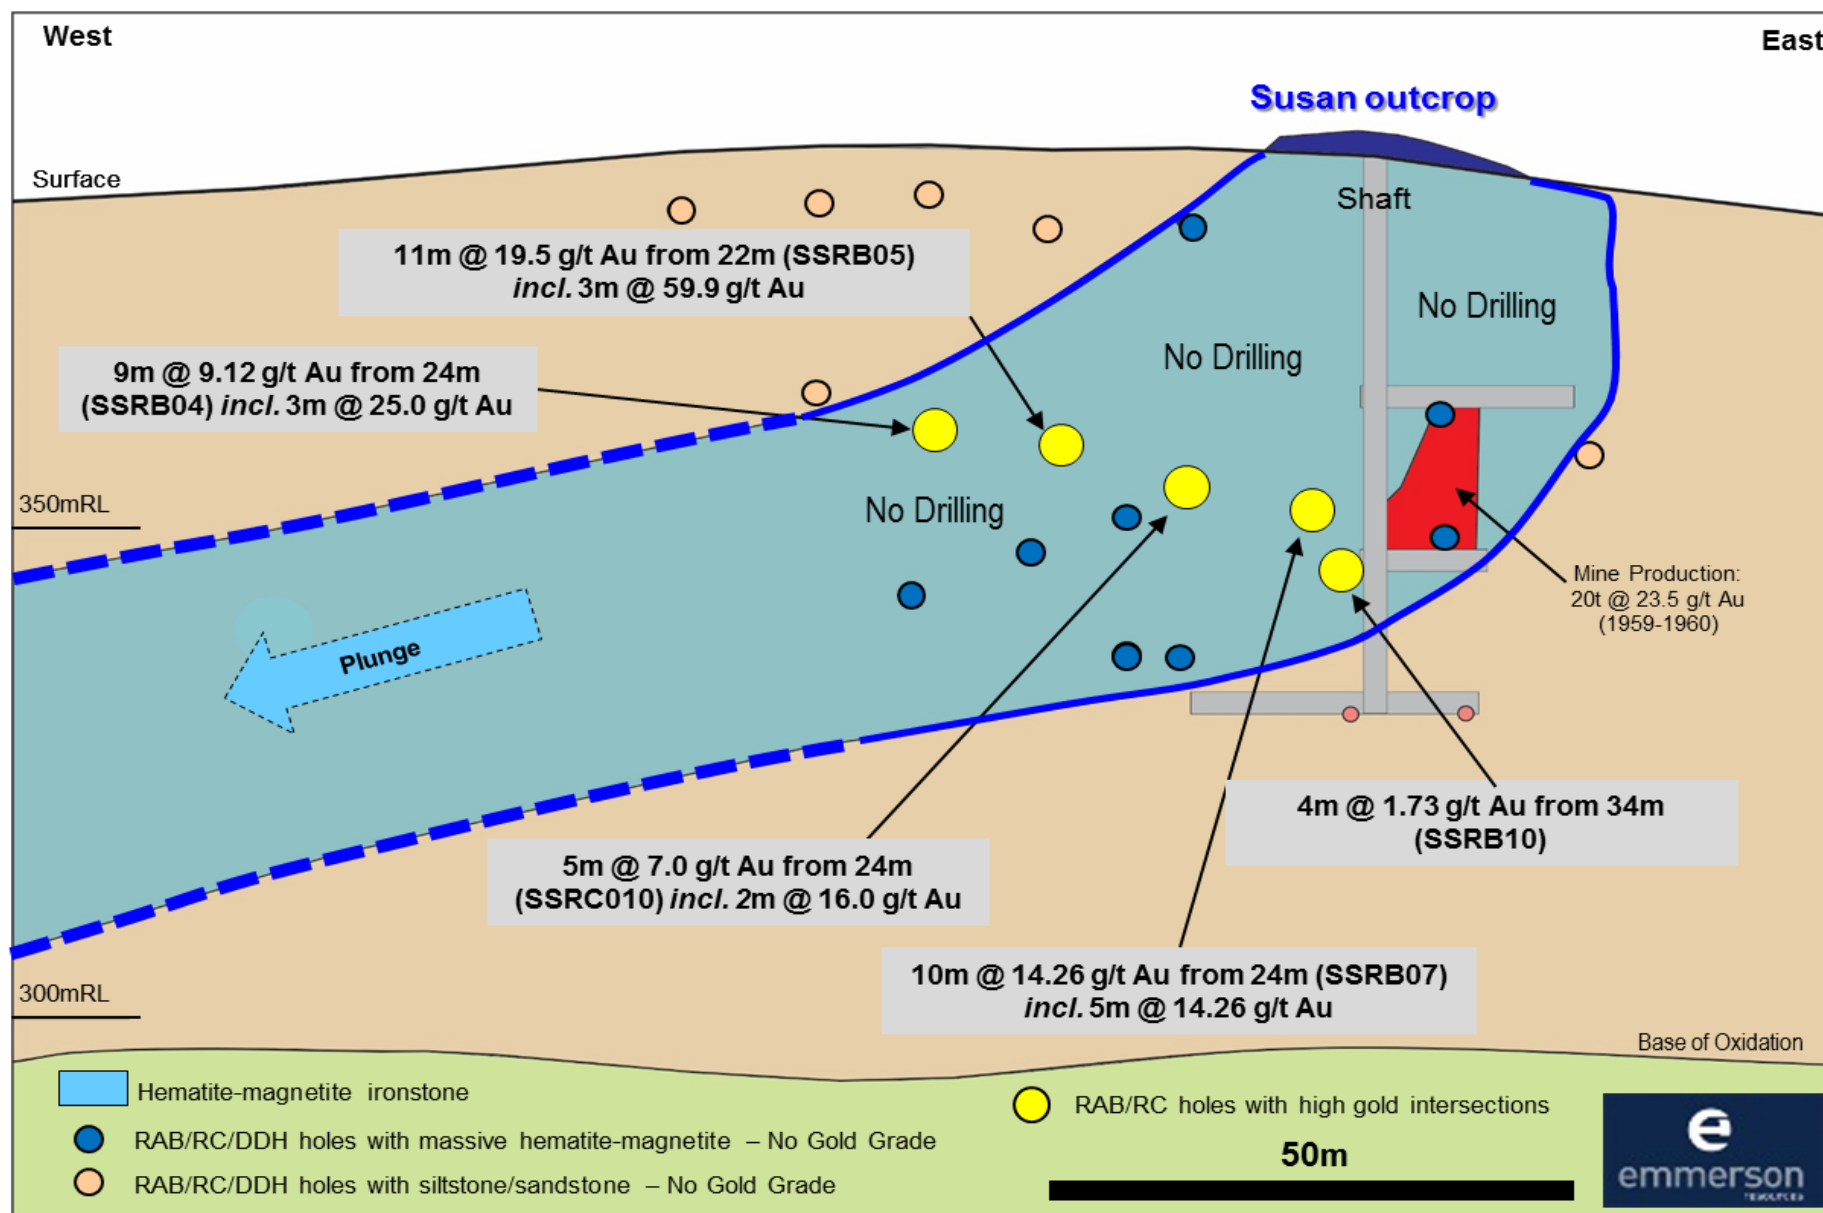 West
East
Susan outcrop
Surface
Shaft
11m @ 19.5 g/t Au from 22m (SSRB05)
incl. 3m @ 59.9 g/t Au
No Drilling
No Drilling
9m @ 9.12 g/t Au from 24m
(SSRB04) incl. 3m @ 25.0 g/t Au
350mRL
No Drilling
Mine Production:
20t @ 23.5 g/t Au
(1959-1960)
Plunge
4m @ 1.73 g/t Au from 34m
(SSRB10)
5m @ 7.0 g/t Au from 24m
(SSRC010) incl. 2m @ 16.0 g/t Au
10m @ 14.26 g/t Au from 24m (SSRB07)
incl. 5m @ 14.26 g/t Au
300mRL
Base of Oxidation
Hematite-magnetite ironstone
RAB/RC/DDH holes with massive hematite-magnetite – No Gold Grade
RAB/RC/DDH holes with siltstone/sandstone – No Gold Grade
RAB/RC holes with high gold intersections
50m
e
emmerson
RESOURCES